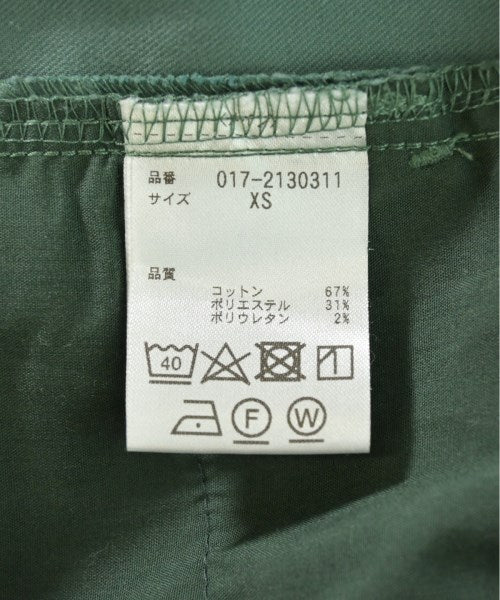 品番 017-2130311
サイズ XS
品質
コットン 67%
ポリエステル 31%
ポリウレタン 2%
40
F W